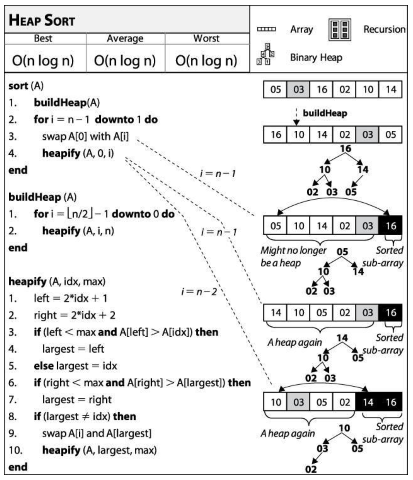 HEAP SORT
Best Average Worst
O(n log n) O(n log n) O(n log n)
Array Recursion
Binary Heap
sort (A)
1. buildHeap(A)
2. for i = n − 1 downto 1 do
3. swap A[0] with A[i]
4. heapify (A, 0, i)
end
buildHeap (A)
1. for i = ⌊n/2⌋ − 1 downto 0 do
2. heapify (A, i, n)
end
heapify (A, idx, max)
1. left = 2*idx + 1
2. right = 2*idx + 2
3. if (left < max and A[left] > A[idx]) then
4. largest = left
5. else largest = idx
6. if (right < max and A[right] > A[largest]) then
7. largest = right
8. if (largest ≠ idx) then
9. swap A[i] and A[largest]
10. heapify (A, largest, max)
end
i = n−1
i = n−1
i = n−2
05 03 16 02 10 14
buildHeap
16 10 14 02 03 05
16
10 14
02 03 05
05 10 14 02 03 16
Might no longer
be a heap
Sorted
sub-array
05
10 14
02 03
14 10 05 02 03 16
A heap again
Sorted
sub-array
14
10 05
02 03
10 03 05 02 14 16
A heap again
Sorted
sub-array
10
03 05
02